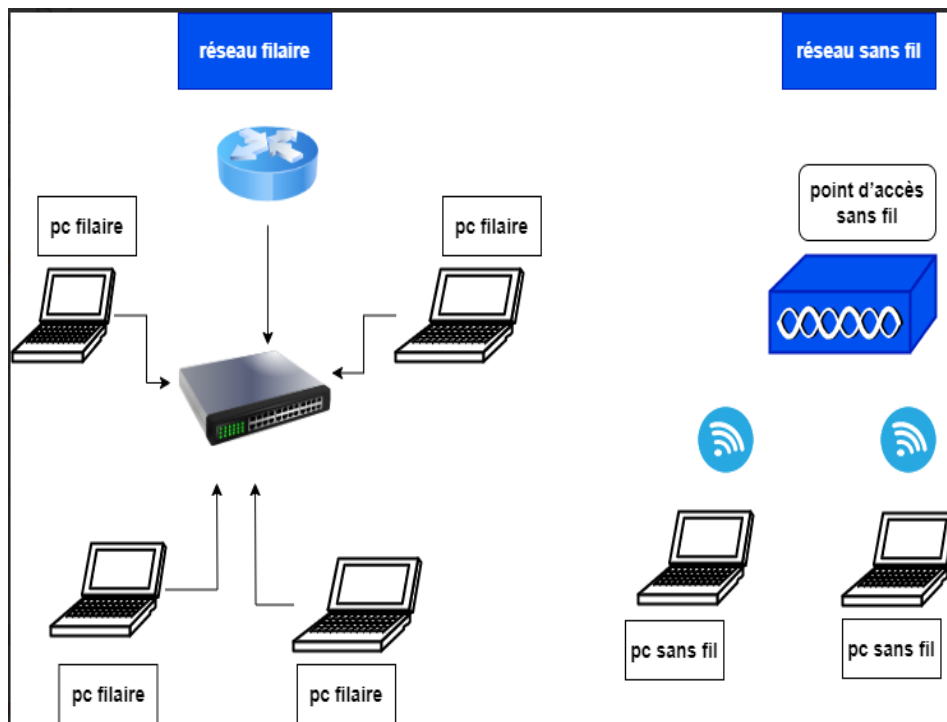 réseau filaire
réseau sans fil
point d'accès
sans fil
pc filaire
pc filaire
pc sans fil
pc sans fil
pc filaire
pc filaire